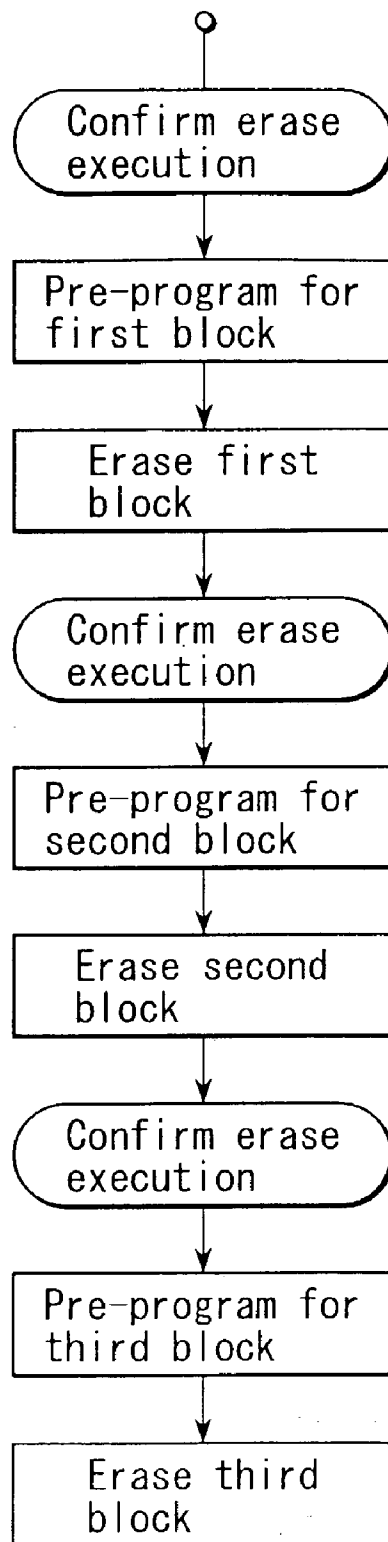 Confirm erase
execution
Pre-program for
first block
Erase first
block
Confirm erase
execution
Pre-program for
second block
Erase second
block
Confirm erase
execution
Pre-program for
third block
Erase third
block